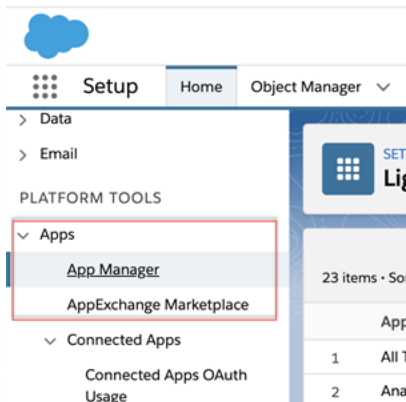 Setup Home Object Manager
Data
Email
SET
PLATFORM TOOLS
Apps
App Manager
23 items • So
AppExchange Marketplace
App
Connected Apps
1 All
Connected Apps OAuth
Usage
2 Ana